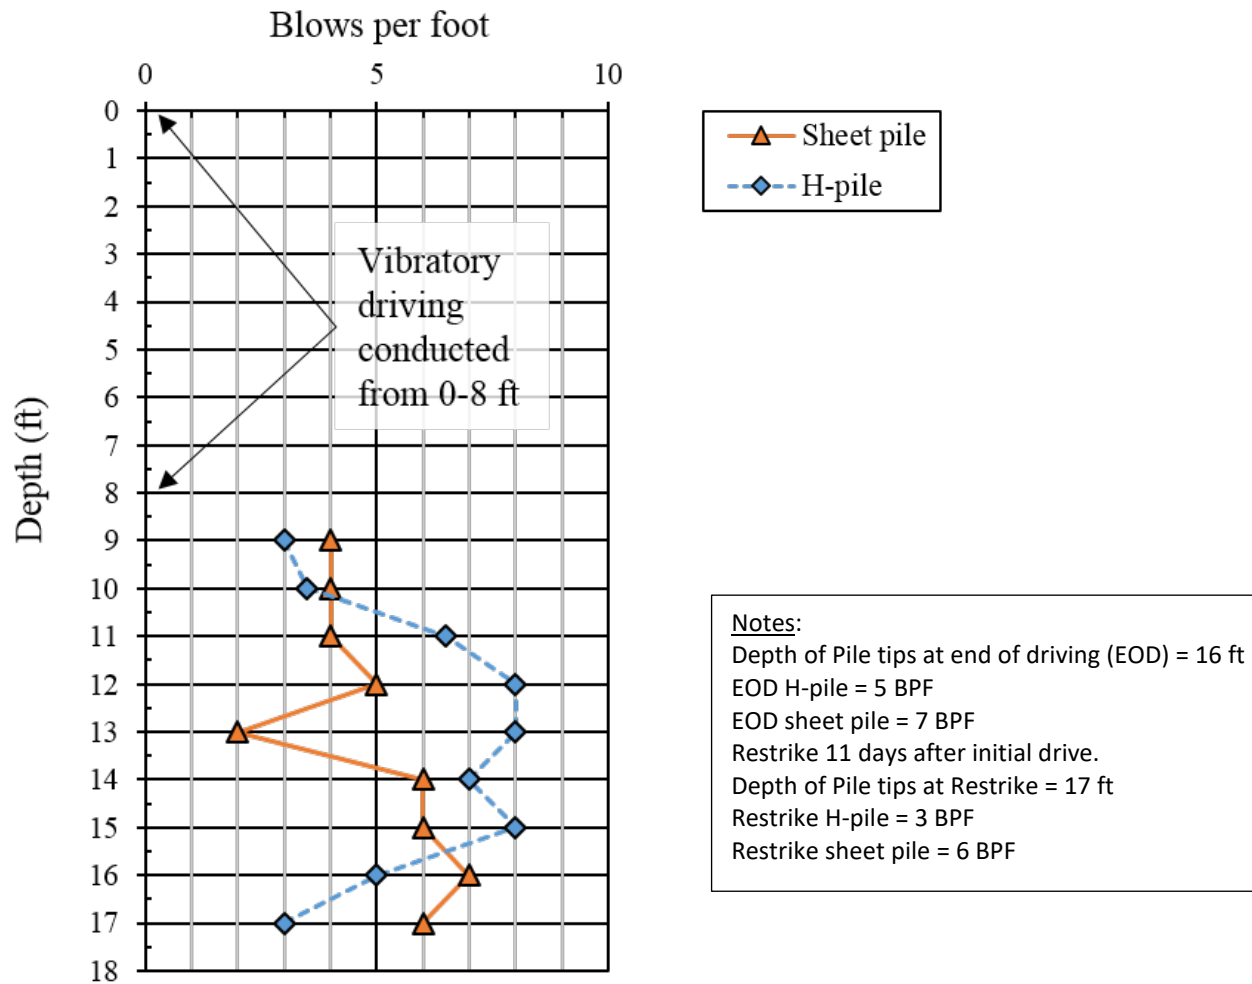 Blows per foot
0 5 10
0
1
2
3
4
5
6
7
8
9
10
11
12
13
14
15
16
17
18
Depth (ft)
Vibratory
driving
conducted
from 0-8 ft
Sheet pile
H-pile
Notes:
Depth of Pile tips at end of driving (EOD) = 16 ft
EOD H-pile = 5 BPF
EOD sheet pile = 7 BPF
Restrike 11 days after initial drive.
Depth of Pile tips at Restrike = 17 ft
Restrike H-pile = 3 BPF
Restrike sheet pile = 6 BPF